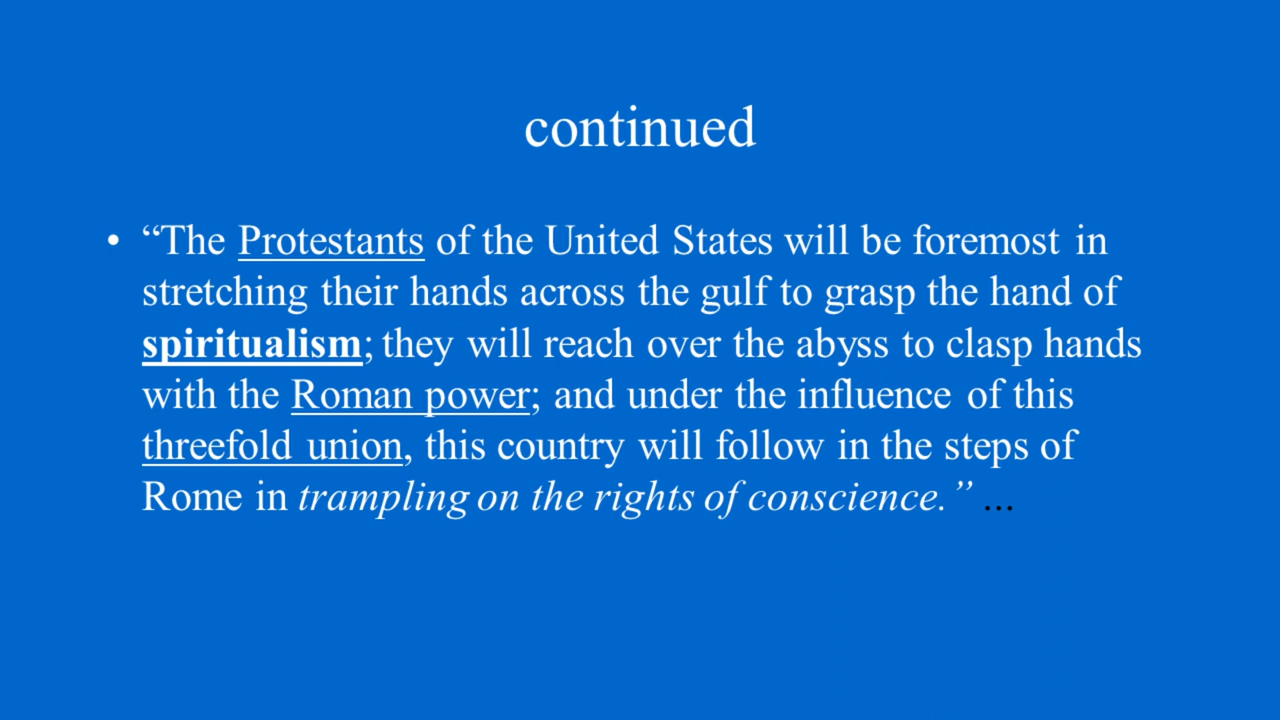 continued
• “The Protestants of the United States will be foremost in
stretching their hands across the gulf to grasp the hand of
spiritualism; they will reach over the abyss to clasp hands
with the Roman power; and under the influence of this
threefold union, this country will follow in the steps of
Rome in trampling on the rights of conscience.” ...